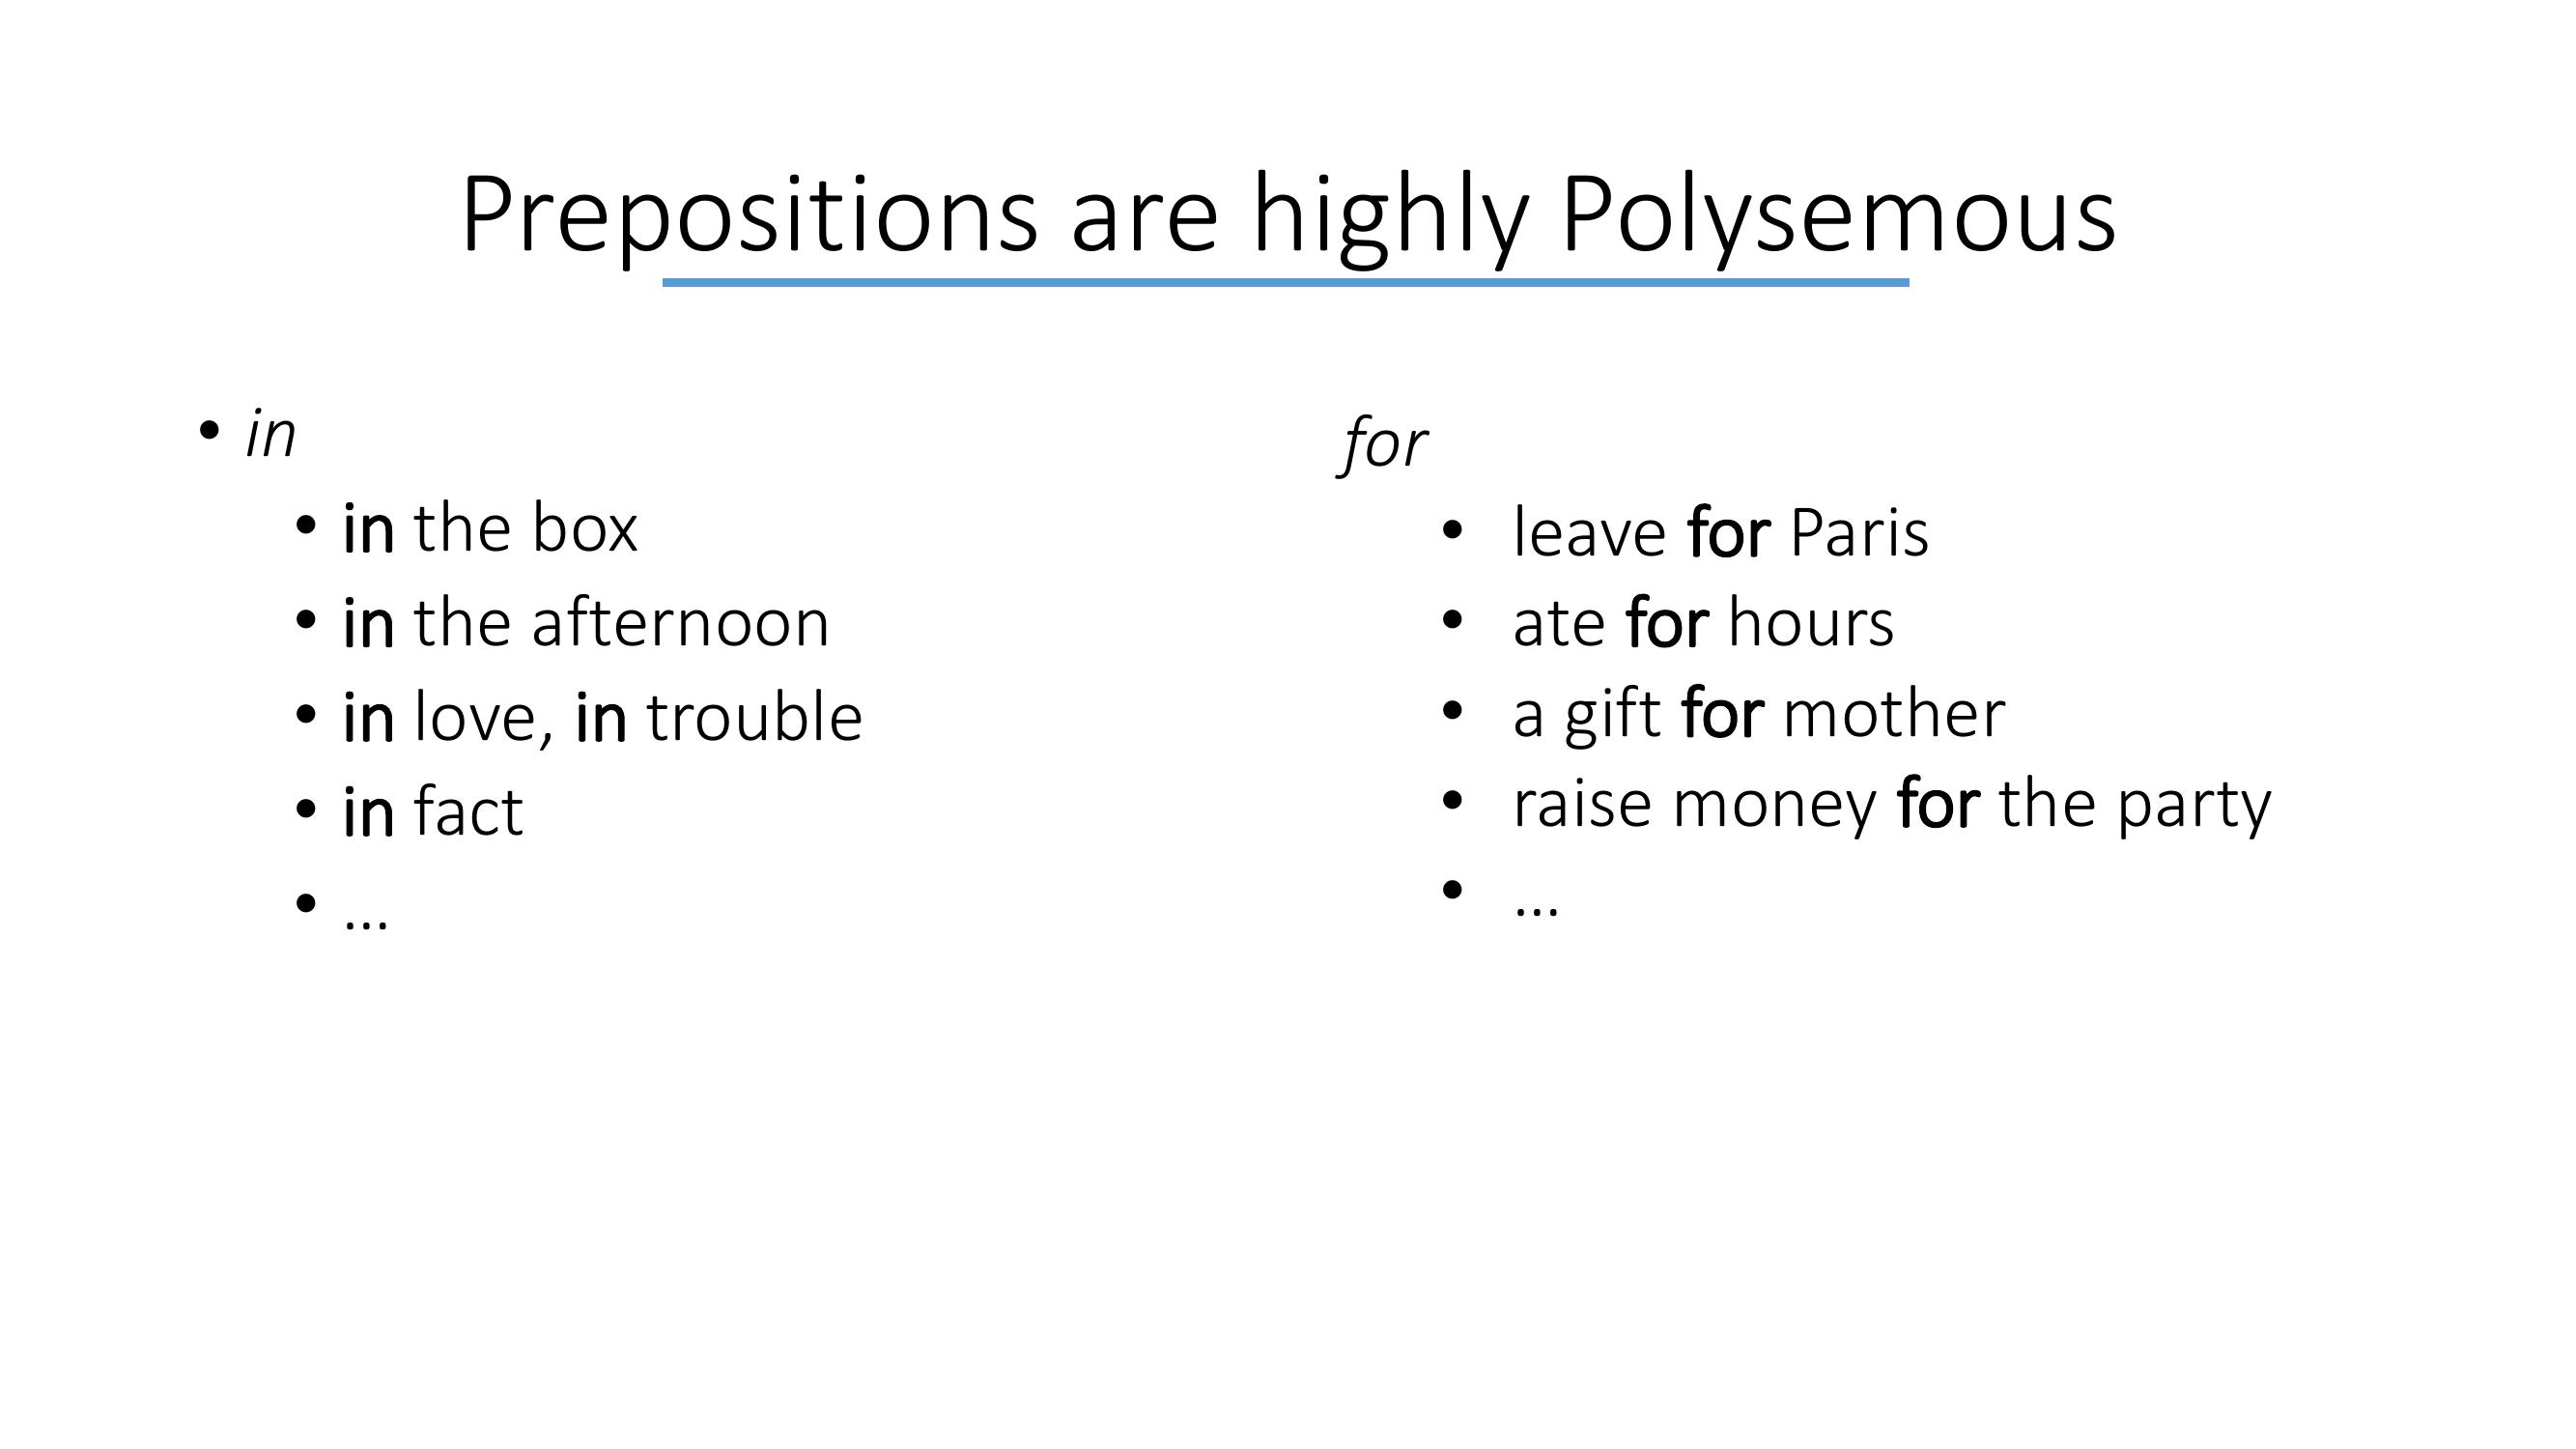 Prepositions are highly Polysemous
• in
• in the box
• in the afternoon
• in love, in trouble
• in fact
• ...
for
• leave for Paris
• ate for hours
• a gift for mother
• raise money for the party
• ...